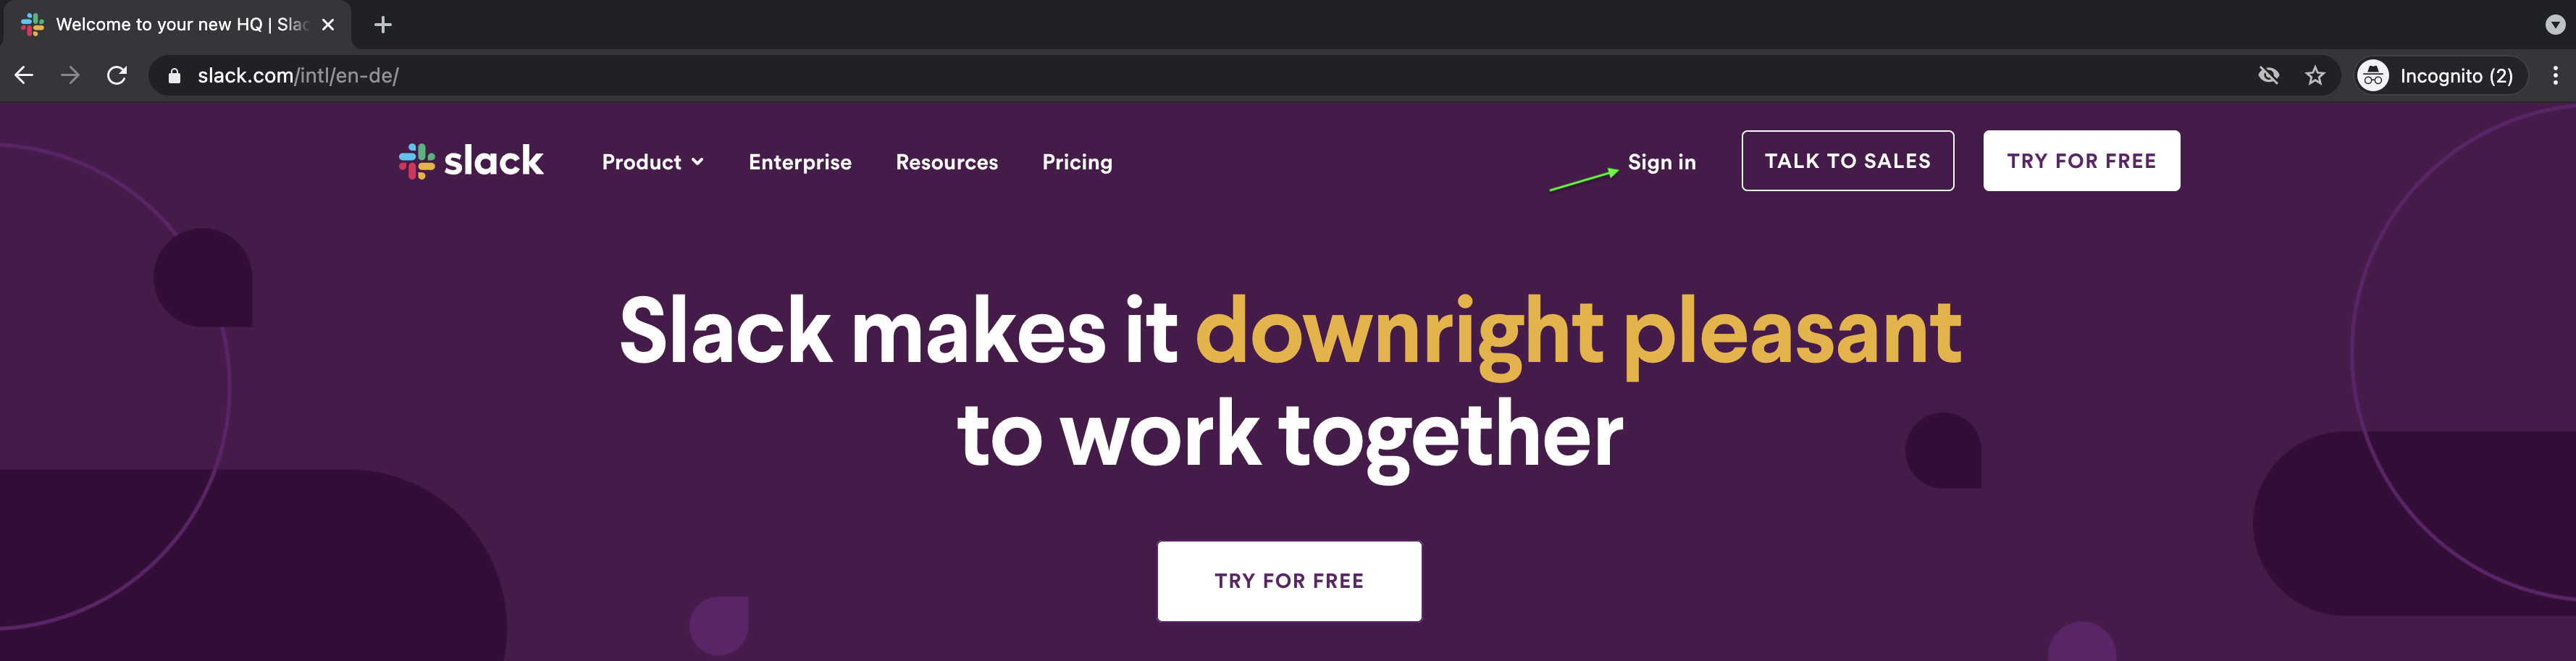 Welcome to your new HQ | Slac
slack.com/intl/en-de/
Incognito (2)
slack
Product
Enterprise
Resources
Pricing
Sign in
TALK TO SALES
TRY FOR FREE
Slack makes it downright pleasant
to work together
TRY FOR FREE